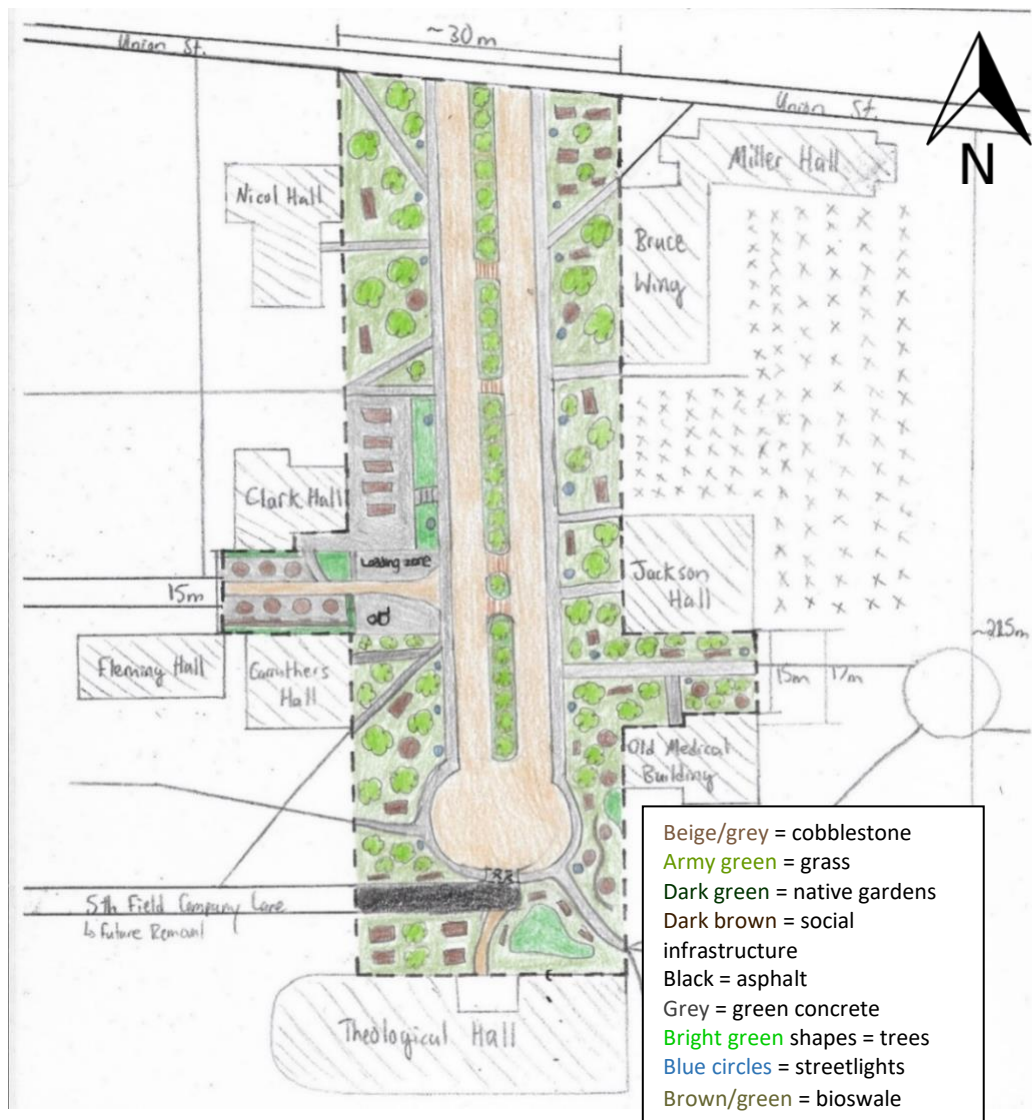 ~30m
Union St.
Union St.
N
Nicol Hall
Miller Hall
Bruce
Wing
Clark Hall
Loading zone
15m
Jackson
Hall
Fleming Hall
Carruthers
Hall
15m
17m
Old Medical
Building
5th Field Company Lane
↳ Future Removal
Theological Hall
Beige/grey = cobblestone
Army green = grass
Dark green = native gardens
Dark brown = social
infrastructure
Black = asphalt
Grey = green concrete
Bright green shapes = trees
Blue circles = streetlights
Brown/green = bioswale